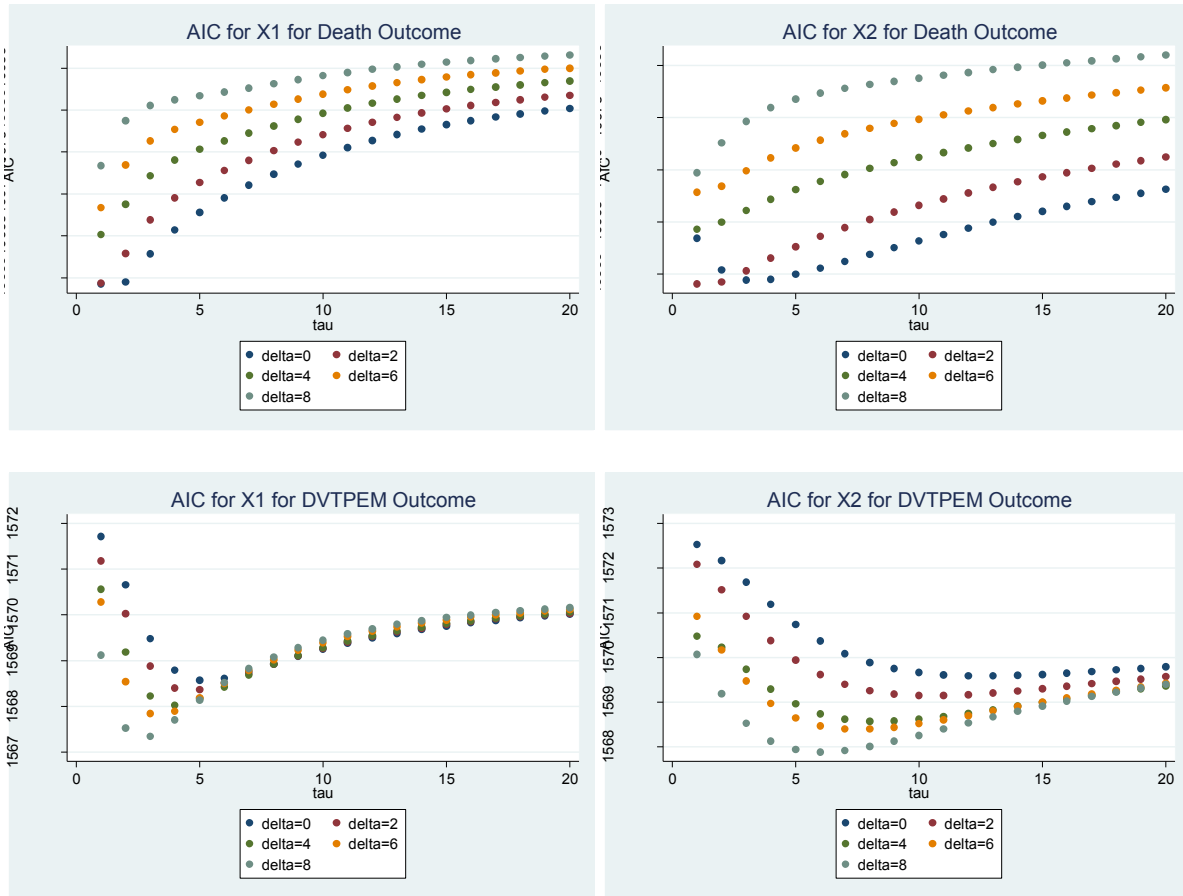 AIC for X1 for Death Outcome
AIC
0 5 10 15 20
tau
delta=0 delta=2
delta=4 delta=6
delta=8
AIC for X2 for Death Outcome
AIC
0 5 10 15 20
tau
delta=0 delta=2
delta=4 delta=6
delta=8
AIC for X1 for DVTPEM Outcome
AIC
1572
1571
1570
1569
1568
1567
0 5 10 15 20
tau
delta=0 delta=2
delta=4 delta=6
delta=8
AIC for X2 for DVTPEM Outcome
AIC
1573
1572
1571
1570
1569
1568
0 5 10 15 20
tau
delta=0 delta=2
delta=4 delta=6
delta=8